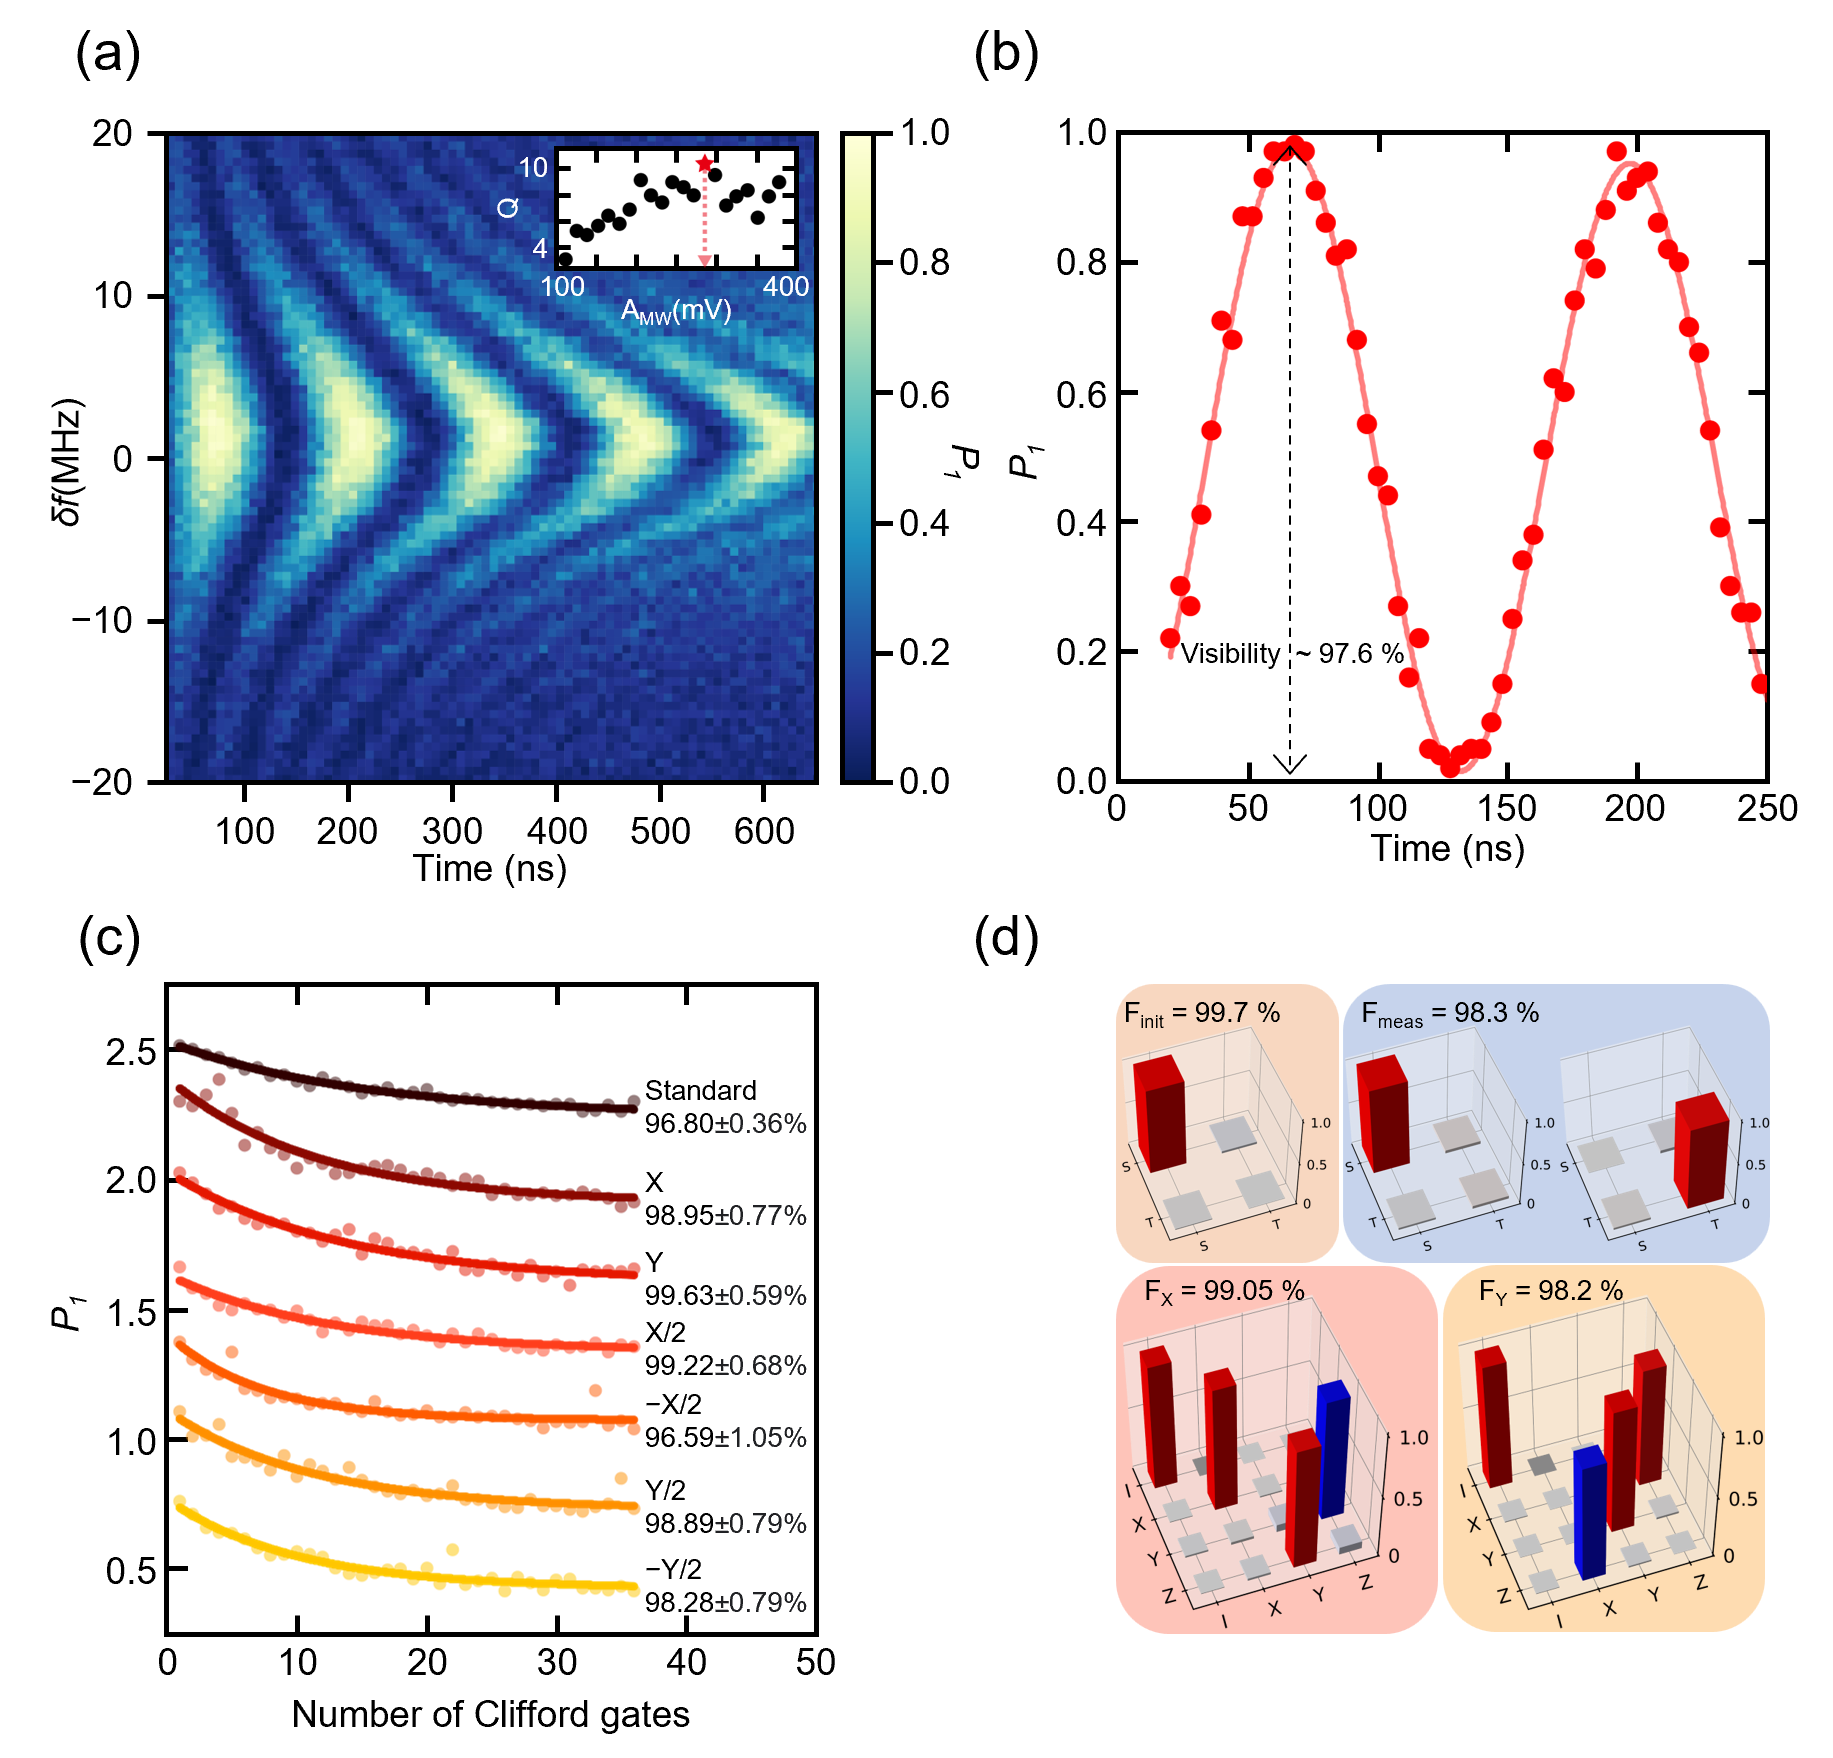 (a)
20
10
0
−10
−20
δf(MHz)
100
200
300
400
500
600
Time (ns)
10
4
Q
100
400
A_MW(mV)
1.0
0.8
0.6
0.4
0.2
0.0
P_1
(b)
1.0
0.8
0.6
0.4
0.2
0.0
P_1
Visibility ~ 97.6 %
0
50
100
150
200
250
Time (ns)
(c)
2.5
2.0
1.5
1.0
0.5
P_1
Standard
96.80±0.36%
X
98.95±0.77%
Y
99.63±0.59%
X/2
99.22±0.68%
−X/2
96.59±1.05%
Y/2
98.89±0.79%
−Y/2
98.28±0.79%
0
10
20
30
40
50
Number of Clifford gates
(d)
F_init = 99.7 %
1.0
0.5
0
S
T
S
T
F_meas = 98.3 %
1.0
0.5
0
S
T
S
T
1.0
0.5
0
S
T
S
T
F_X = 99.05 %
1.0
0.5
0
I
X
Y
Z
I
X
Y
Z
F_Y = 98.2 %
1.0
0.5
0
I
X
Y
Z
I
X
Y
Z